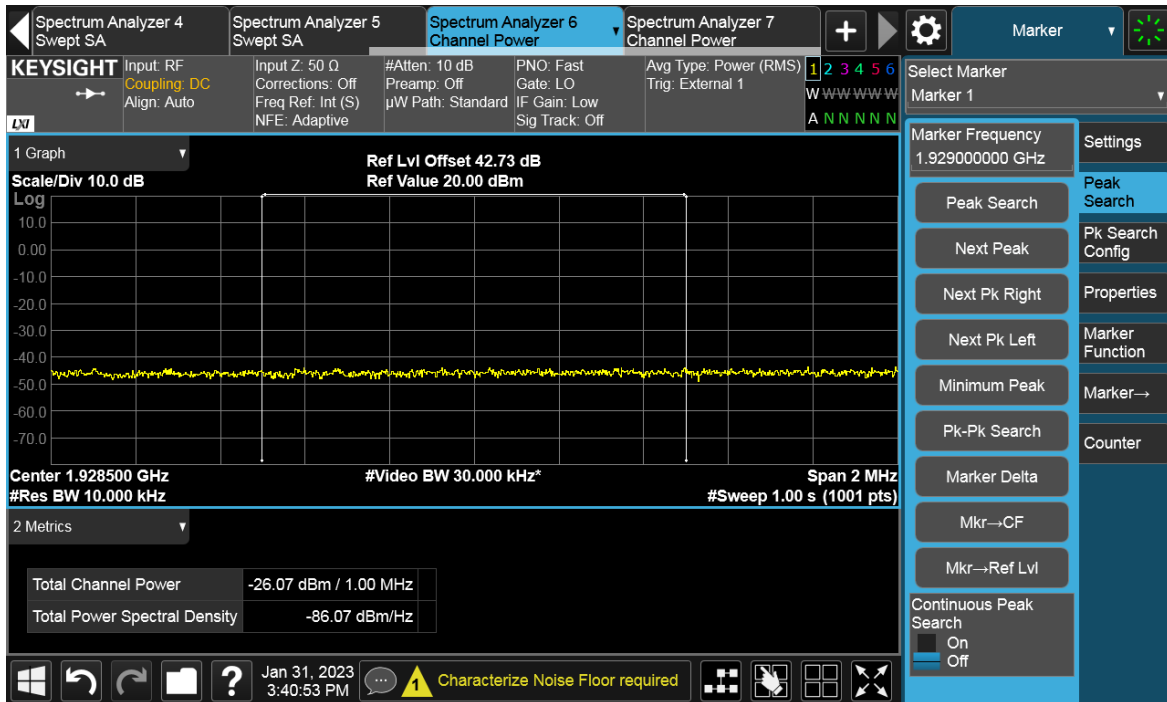 Spectrum Analyzer 4
Swept SA
Spectrum Analyzer 5
Swept SA
Spectrum Analyzer 6
Channel Power
Spectrum Analyzer 7
Channel Power
+
Marker
KEYSIGHT
LXI
Input: RF
Coupling: DC
Align: Auto
Input Z: 50 Ω
Corrections: Off
Freq Ref: Int (S)
NFE: Adaptive
#Atten: 10 dB
Preamp: Off
µW Path: Standard
PNO: Fast
Gate: LO
IF Gain: Low
Sig Track: Off
Avg Type: Power (RMS)
Trig: External 1
1 2 3 4 5 6
W W W W W W
A N N N N N
Select Marker
Marker 1
1 Graph
Ref Lvl Offset 42.73 dB
Scale/Div 10.0 dB
Ref Value 20.00 dBm
Log
10.0
0.00
-10.0
-20.0
-30.0
-40.0
-50.0
-60.0
-70.0
Center 1.928500 GHz
#Video BW 30.000 kHz*
Span 2 MHz
#Res BW 10.000 kHz
#Sweep 1.00 s (1001 pts)
2 Metrics
Total Channel Power -26.07 dBm / 1.00 MHz
Total Power Spectral Density -86.07 dBm/Hz
Marker Frequency
1.929000000 GHz
Peak Search
Next Peak
Next Pk Right
Next Pk Left
Minimum Peak
Pk-Pk Search
Marker Delta
Mkr→CF
Mkr→Ref Lvl
Continuous Peak
Search
On
Off
Settings
Peak
Search
Pk Search
Config
Properties
Marker
Function
Marker→
Counter
?
Jan 31, 2023
3:40:53 PM
1
Characterize Noise Floor required